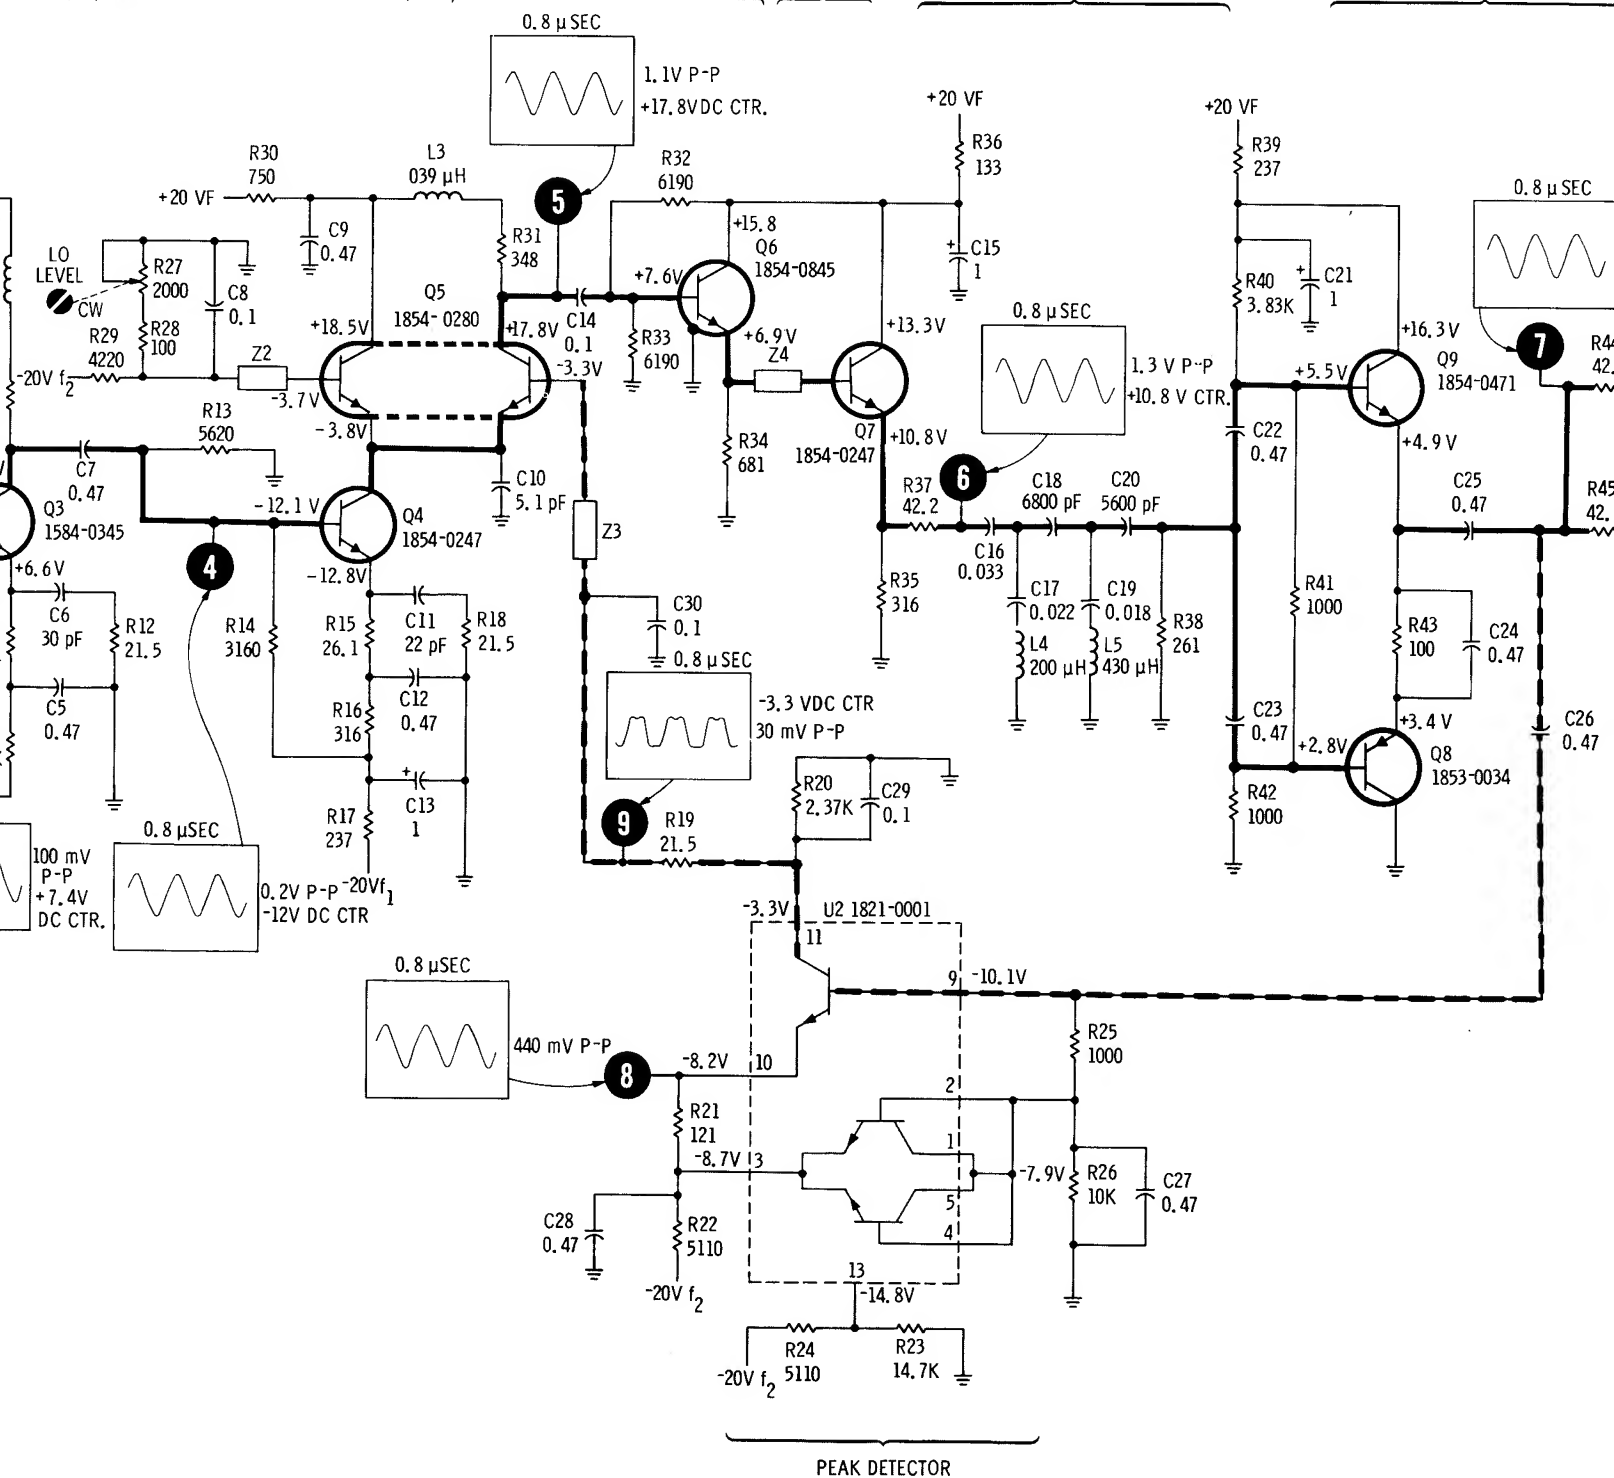 0.8 µSEC
1.1V P-P
+17.8VDC CTR.
5
+20 VF
R36
133
+20 VF
R39
237
0.8 µSEC
R30
750
L3
039 µH
R32
6190
+20 VF
C9
0.47
R31
348
+15.8
Q6
1854-0845
+ C15
1
LO
LEVEL
CW
R27
2000
C8
0.1
R28
100
R29
4220
-20V f2
Z2
Q5
1854-0280
+18.5V
+17.8V
-3.3V
-3.7V
-3.8V
C14
0.1
+7.6V
R33
6190
+6.9V
Z4
+13.3V
Q7
1854-0247
+10.8V
0.8 µSEC
1.3 V P-P
+10.8 V CTR.
6
R40
3.83K
+ C21
1
+16.3V
Q9
1854-0471
+5.5V
+4.9V
7
R44
42.
R13
5620
C7
0.47
Q3
1584-0345
-12.1 V
Q4
1854-0247
-12.8V
C10
5.1 pF
Z3
R34
681
R37
42.2
C16
0.033
C18
6800 pF
C20
5600 pF
C22
0.47
C25
0.47
R45
42.
4
+6.6V
C6
30 pF
R12
21.5
C5
0.47
R14
3160
R15
26.1
C11
22 pF
R18
21.5
C12
0.47
R16
316
+
C13
1
R17
237
-20Vf1
C30
0.1
R35
316
C17
0.022
L4
200 µH
C19
0.018
L5
430 µH
R38
261
R41
1000
R43
100
C24
0.47
C23
0.47
+2.8V
+3.4 V
Q8
1853-0034
R42
1000
C26
0.47
0.8 µSEC
-3.3 VDC CTR
30 mV P-P
9
R19
21.5
R20
2.37K
C29
0.1
100 mV
P-P
+7.4V
DC CTR.
0.8 µSEC
0.2V P-P
-12V DC CTR
-3.3V
U2 1821-0001
11
9
-10.1V
0.8 µSEC
440 mV P-P
8
-8.2V
10
R25
1000
2
R21
121
-8.7V
3
1
-7.9V
R26
10K
C27
0.47
5
4
C28
0.47
R22
5110
-20V f2
13
-14.8V
R24
5110
R23
14.7K
-20V f2
PEAK DETECTOR